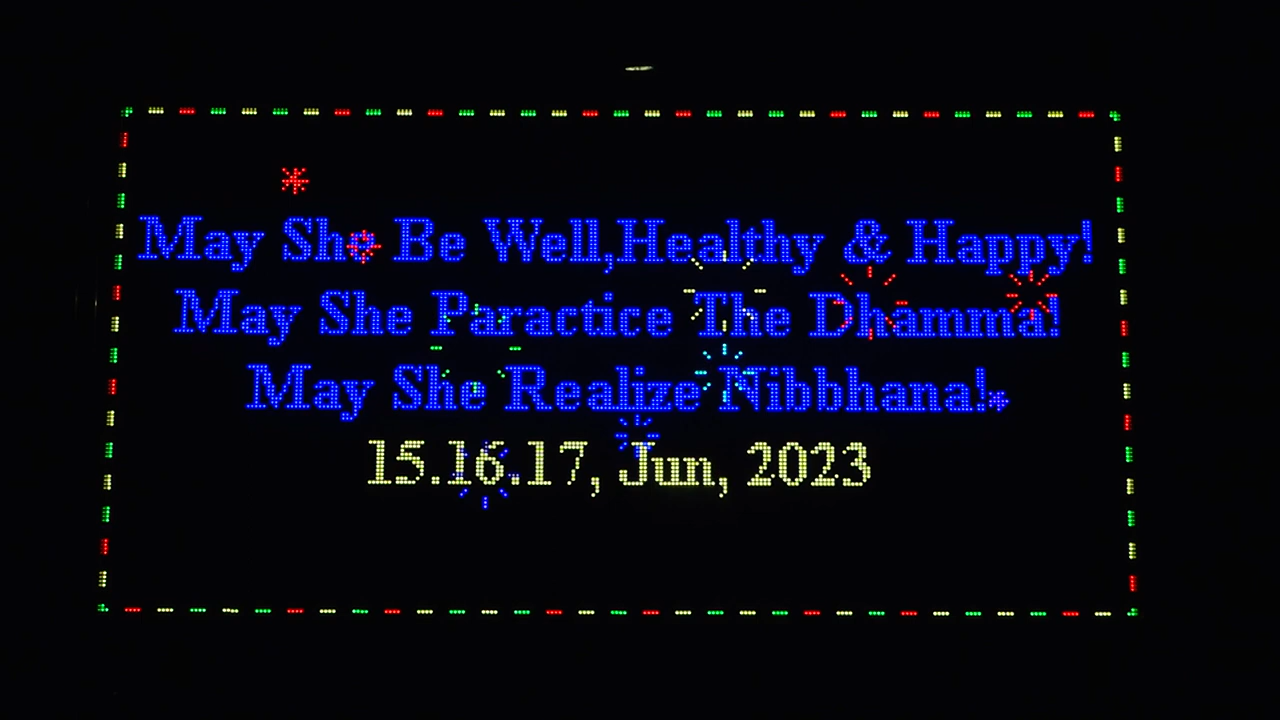 May She Be Well,Healthy & Happy!
May She Paractice The Dhamma!
May She Realize Nibbhana!
15.16.17, Jun, 2023